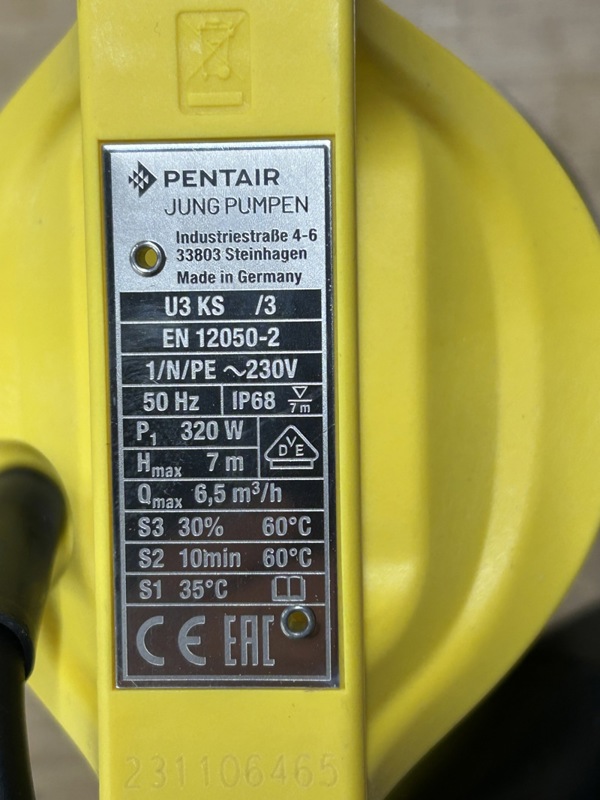 PENTAIR
JUNG PUMPEN
Industriestraße 4-6
33803 Steinhagen
Made in Germany
U3 KS /3
EN 12050-2
1/N/PE ~230V
50 Hz IP68 7m
P1 320 W
VDE
Hmax 7 m
Qmax 6,5 m³/h
S3 30% 60°C
S2 10min 60°C
S1 35°C
CE EAC
231106465